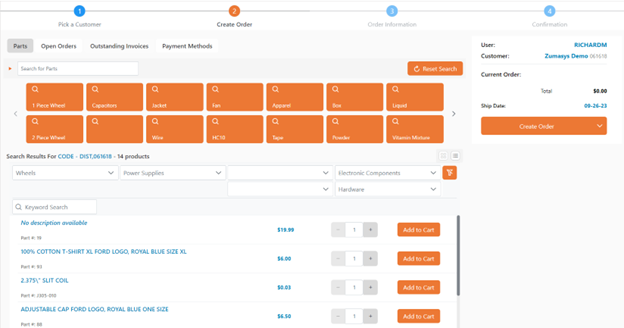 1 2 3 4
Pick a Customer Create Order Order Information Confirmation
Parts Open Orders Outstanding Invoices Payment Methods
Search for Parts Reset Search
1 Piece Wheel Capacitors Jacket Fan Apparel Box Liquid
2 Piece Wheel Wire HC10 Tape Powder Vitamin Mixture
Search Results For CODE - DIST,061618 - 14 products
Wheels Power Supplies Electronic Components
Hardware
Keyword Search
No description available
$19.99 - 1 + Add to Cart
Part #: 19
100% COTTON T-SHIRT XL FORD LOGO, ROYAL BLUE SIZE XL
$6.00 - 1 + Add to Cart
Part #: 93
2.375\" SLIT COIL
$0.03 - 1 + Add to Cart
Part #: J305-010
ADJUSTABLE CAP FORD LOGO, ROYAL BLUE ONE SIZE
$6.50 - 1 + Add to Cart
Part #: 88
User: RICHARDM
Customer: Zumasys Demo 061618
Current Order:
Total $0.00
Ship Date: 08-26-23
Create Order